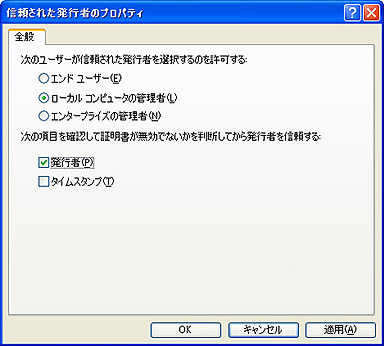 信頼された発行者のプロパティ
全般
次のユーザーが信頼された発行者を選択するのを許可する:
エンド ユーザー(E)
ローカル コンピュータの管理者(L)
エンタープライズの管理者(N)
次の項目を確認して証明書が無効でないかを判断してから発行者を信頼する:
発行者(P)
タイムスタンプ(T)
OK キャンセル 適用(A)